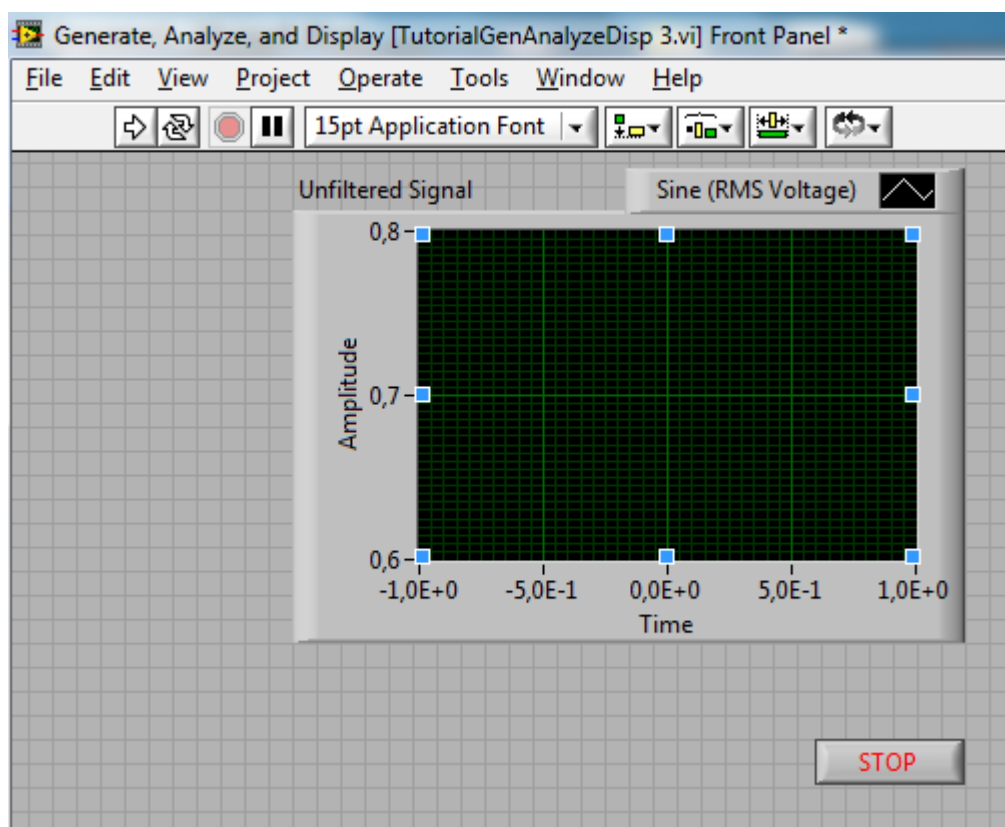 Generate, Analyze, and Display [TutorialGenAnalyzeDisp 3.vi] Front Panel *
File Edit View Project Operate Tools Window Help
15pt Application Font
Unfiltered Signal Sine (RMS Voltage)
0,8
Amplitude
0,7
0,6
-1,0E+0 -5,0E-1 0,0E+0 5,0E-1 1,0E+0
Time
STOP